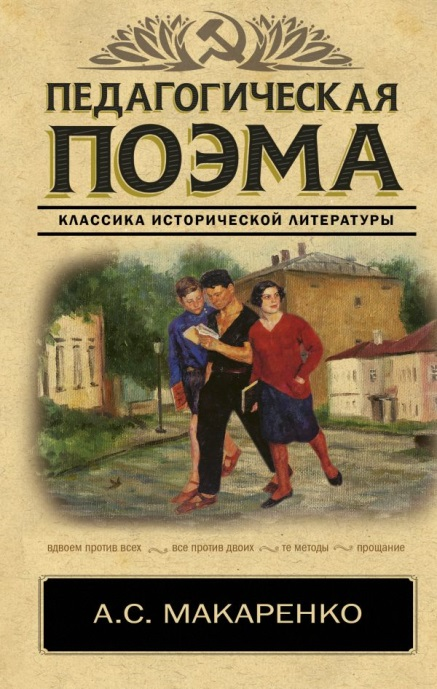 ПЕДАГОГИЧЕСКАЯ
ПОЭМА
КЛАССИКА ИСТОРИЧЕСКОЙ ЛИТЕРАТУРЫ
вдвоем против всех ~ все против двоих ~ те методы ~ прощание
А.С. МАКАРЕНКО